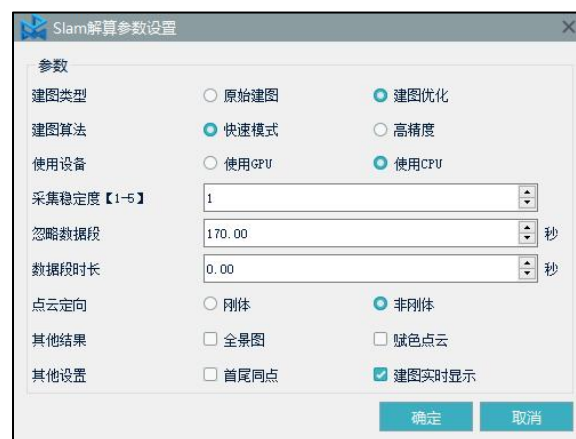 Slam解算参数设置
参数
建图类型 原始建图 建图优化
建图算法 快速模式 高精度
使用设备 使用GPU 使用CPU
采集稳定度【1-5】 1
忽略数据段 170.00 秒
数据段时长 0.00 秒
点云定向 刚体 非刚体
其他结果 全景图 赋色点云
其他设置 首尾同点 建图实时显示
确定 取消